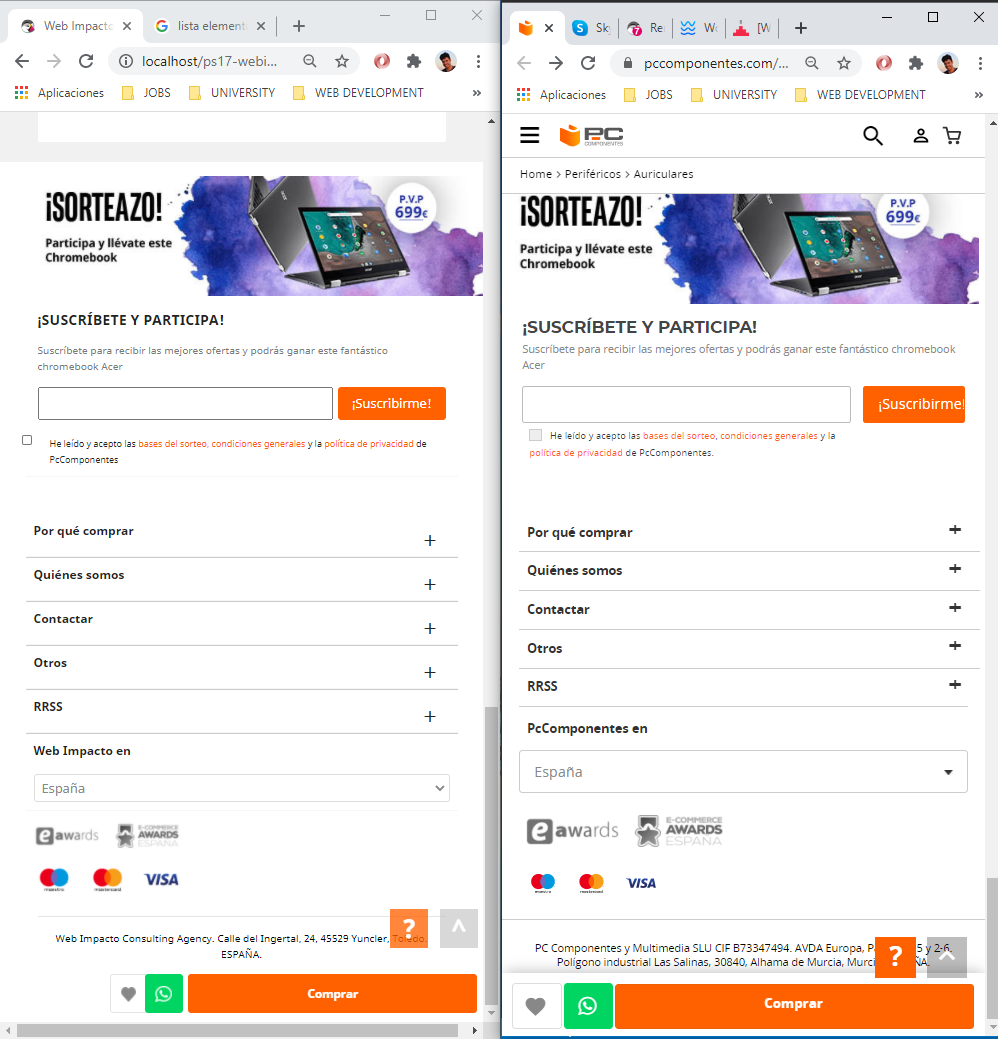 Web Impacto
lista element
localhost/ps17-webi...
Aplicaciones
JOBS
UNIVERSITY
WEB DEVELOPMENT
»
¡SORTEAZO!
Participa y llévate este
Chromebook
P.V.P
699€
¡SUSCRÍBETE Y PARTICIPA!
Suscríbete para recibir las mejores ofertas y podrás ganar este fantástico
chromebook Acer
¡Suscribirme!
He leído y acepto las bases del sorteo, condiciones generales y la política de privacidad de
PcComponentes
Por qué comprar
+
Quiénes somos
+
Contactar
+
Otros
+
RRSS
+
Web Impacto en
España
e awards
E-COMMERCE
AWARDS
ESPAÑA
maestro
mastercard
VISA
Web Impacto Consulting Agency. Calle del Ingertal, 24, 45529 Yuncler, Toledo,
ESPAÑA.
?
^
Comprar
Sky
Re
Wo
[W
pccomponentes.com/...
Aplicaciones
JOBS
UNIVERSITY
WEB DEVELOPMENT
»
PC
COMPONENTES
Home > Periféricos > Auriculares
¡SORTEAZO!
Participa y llévate este
Chromebook
P.V.P
699€
¡SUSCRÍBETE Y PARTICIPA!
Suscríbete para recibir las mejores ofertas y podrás ganar este fantástico chromebook
Acer
¡Suscribirme!
He leído y acepto las bases del sorteo, condiciones generales y la
política de privacidad de PcComponentes.
Por qué comprar
+
Quiénes somos
+
Contactar
+
Otros
+
RRSS
+
PcComponentes en
España
e awards
E-COMMERCE
AWARDS
ESPAÑA
maestro
mastercard
VISA
PC Componentes y Multimedia SLU CIF B73347494. AVDA Europa, 5 y 2-6.
Polígono industrial Las Salinas, 30840, Alhama de Murcia,
?
Comprar